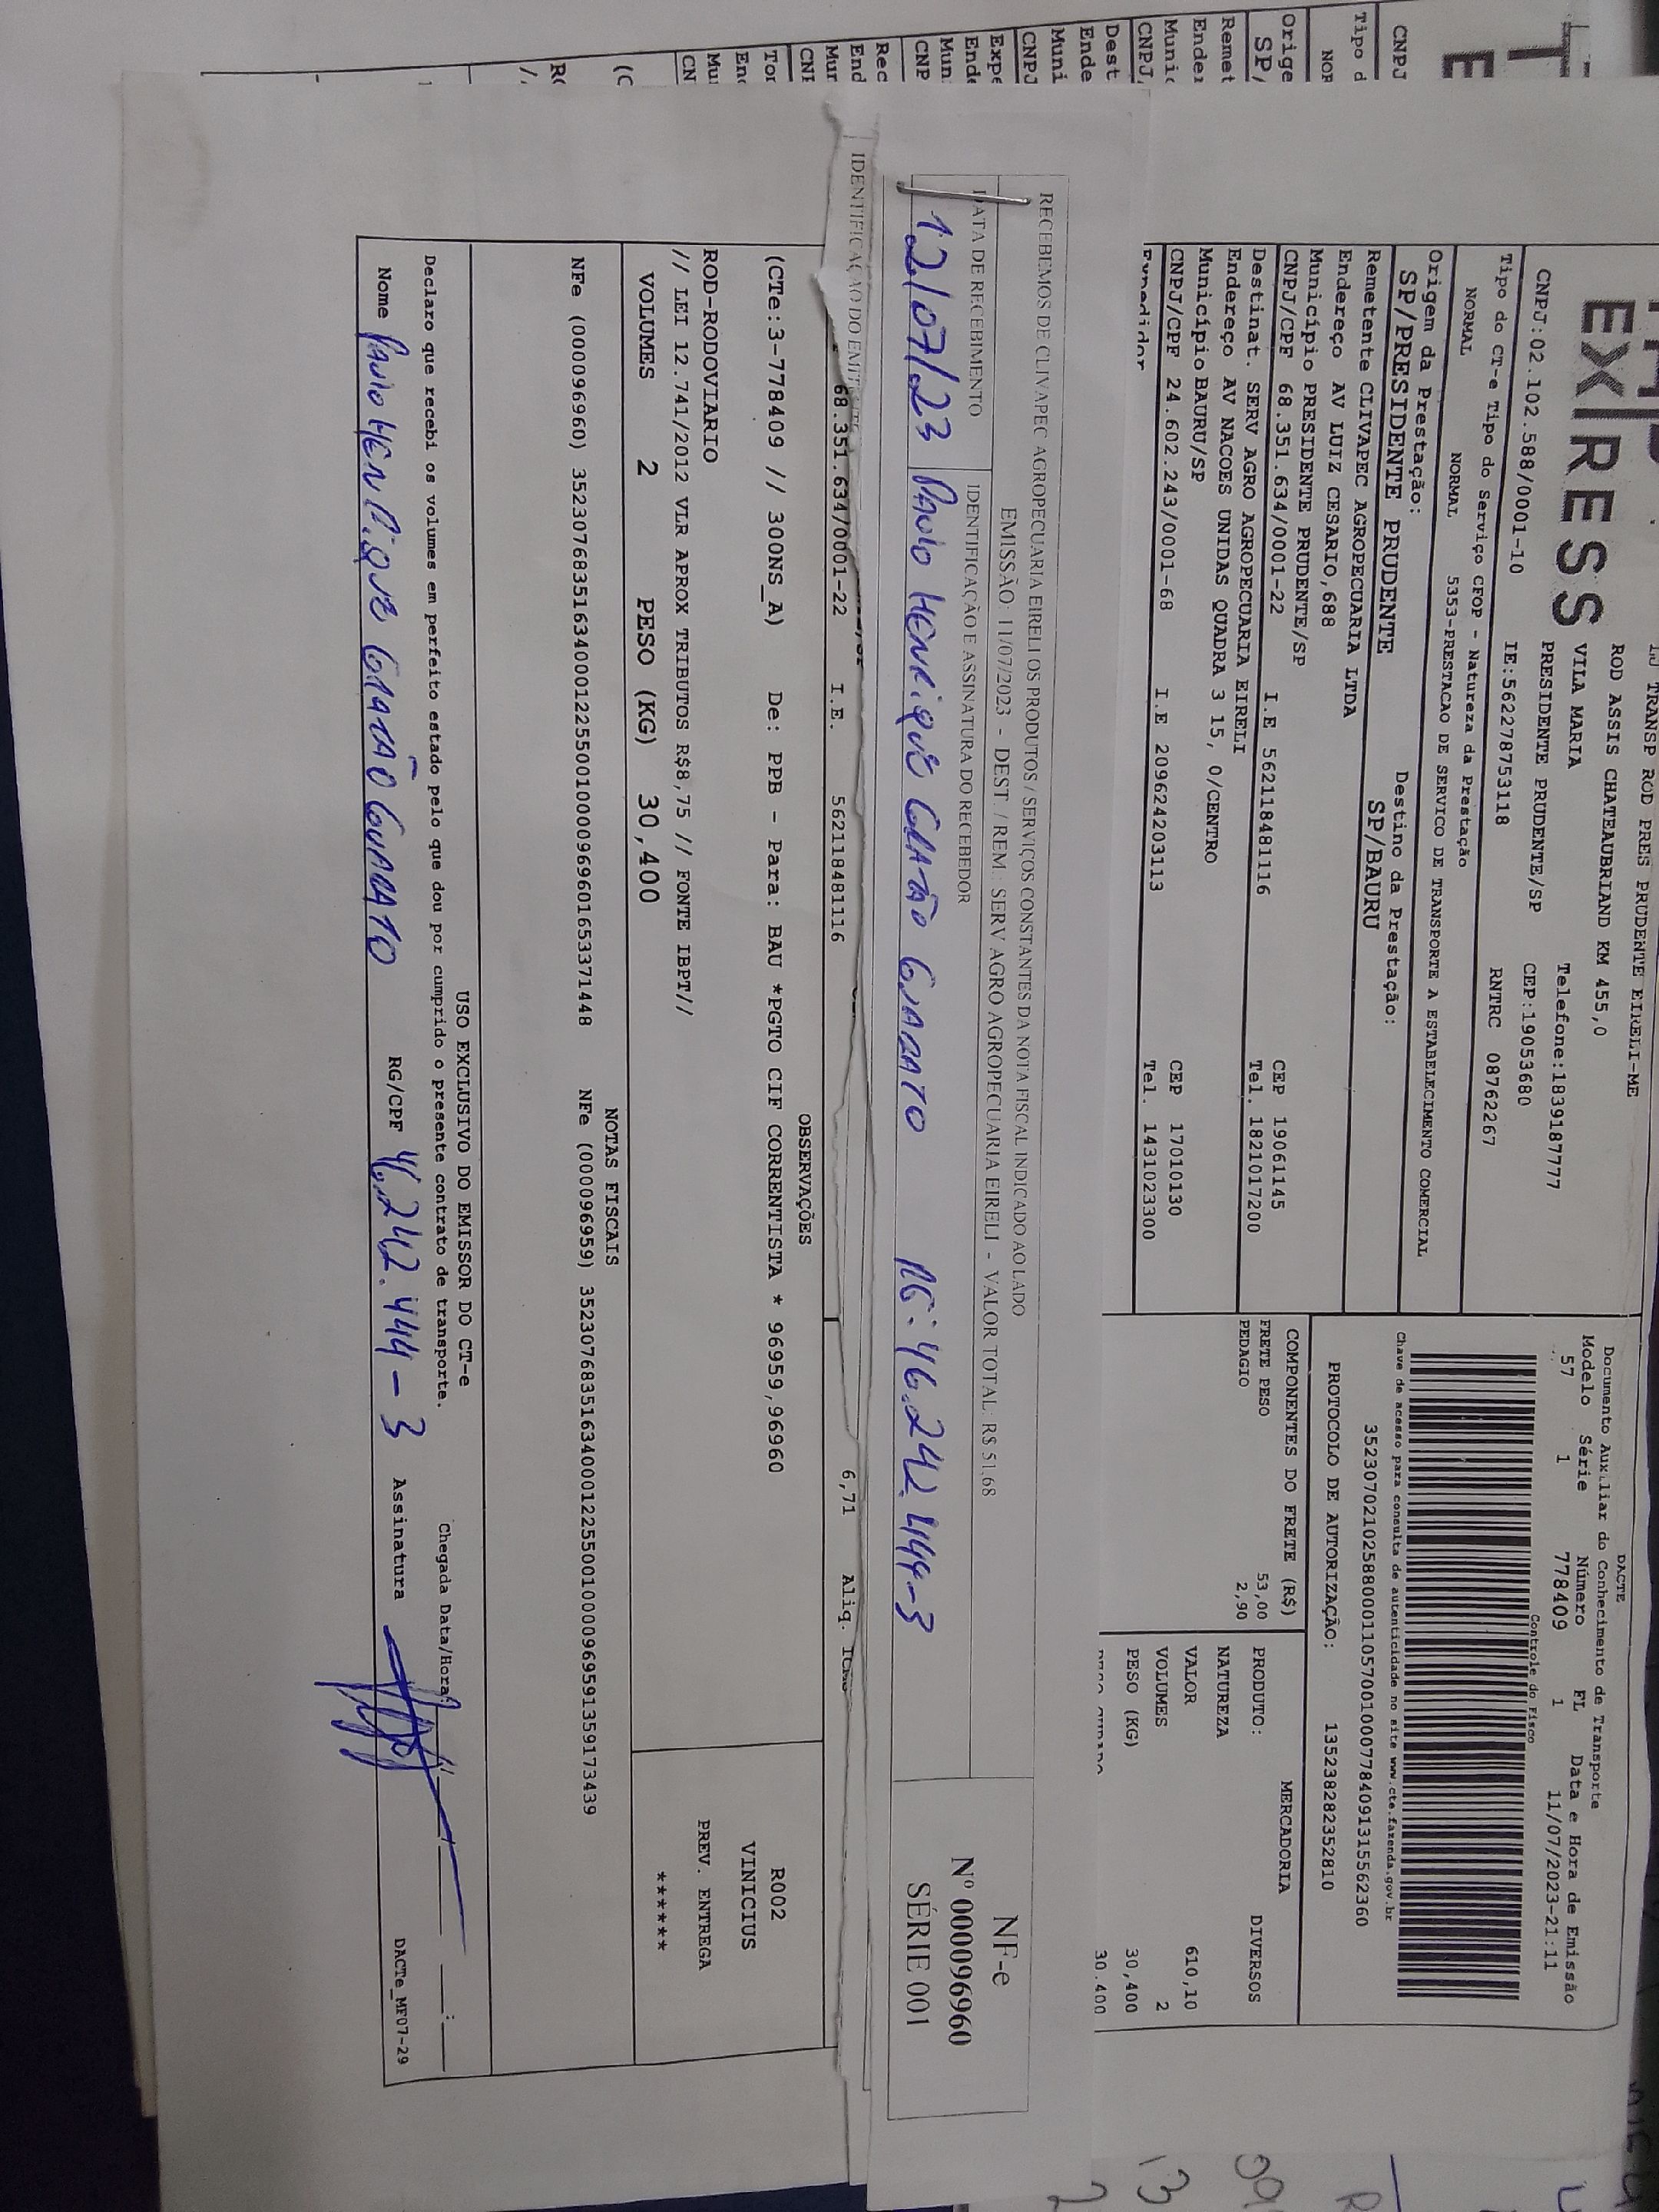 EX/RESS
TRANSP ROD PRES PRUDENTE EIRELI-ME
ROD ASSIS CHATEAUBRIAND KM 455,0
VILA MARIA Telefone:1839187777
PRESIDENTE PRUDENTE/SP CEP:19053680
CNPJ:02.102.588/0001-10 IE:562278753118 RNTRC 08762267
Tipo do CT-e Tipo do Serviço CFOP - Natureza da Prestação
NORMAL NORMAL 5353-PRESTACAO DE SERVICO DE TRANSPORTE A ESTABELECIMENTO COMERCIAL
Origem da Prestação: Destino da Prestação:
SP/PRESIDENTE PRUDENTE SP/BAURU
Remetente CLIVAPEC AGROPECUARIA LTDA
Endereço AV LUIZ CESARIO,688
Município PRESIDENTE PRUDENTE/SP CEP 19061145
CNPJ/CPF 68.351.634/0001-22 I.E 562118481116 Tel. 1821017200
Destinat. SERV AGRO AGROPECUARIA EIRELI
Endereço AV NACOES UNIDAS QUADRA 3 15, 0/CENTRO
Município BAURU/SP CEP 17010130
CNPJ/CPF 24.602.243/0001-68 I.E 209624203113 Tel. 1431023300
Expedidor
DACTE
Documento Auxiliar do Conhecimento de Transporte
Modelo Série Número FL Data e Hora de Emissão
57 1 778409 1 11/07/2023-21:11
Controle do Fisco
Chave de acesso para consulta de autenticidade no site www.cte.fazenda.gov.br
35230702102588000110570010007784091315562360
PROTOCOLO DE AUTORIZAÇÃO: 135238282352810
COMPONENTES DO FRETE (R$)
FRETE PESO 53,00
PEDAGIO 2,90
MERCADORIA
PRODUTO: DIVERSOS
NATUREZA
VALOR 610,10
VOLUMES 2
PESO (KG) 30,400
30.400
RECEBEMOS DE CLIVAPEC AGROPECUARIA EIRELI OS PRODUTOS / SERVIÇOS CONSTANTES DA NOTA FISCAL INDICADO AO LADO
EMISSÃO: 11/07/2023 - DEST. / REM.: SERV AGRO AGROPECUARIA EIRELI - VALOR TOTAL: R$ 51,68
DATA DE RECEBIMENTO IDENTIFICAÇÃO E ASSINATURA DO RECEBEDOR
12/07/23 Paulo Henrique Gratão Guarato RG: 46.242.444-3
NF-e
Nº 000096960
SÉRIE 001
IDENTIFICAÇAO DO EMITENTE
68.351.634/0001-22 I.E. 562118481116 6,71 Aliq.
OBSERVAÇÕES
(CTe:3-778409 // 300NS_A) De: PPB - Para: BAU *PGTO CIF CORRENTISTA * 96959,96960
R002
VINICIUS
ROD-RODOVIARIO
// LEI 12.741/2012 VLR APROX TRIBUTOS R$8,75 // FONTE IBPT//
VOLUMES 2 PESO (KG) 30,400
PREV. ENTREGA
******
NOTAS FISCAIS
NFe (000096960) 35230768351634000122550010000969601653371448 NFe (000096959) 35230768351634000122550010000969591359173439
USO EXCLUSIVO DO EMISSOR DO CT-e
Declaro que recebi os volumes em perfeito estado pelo que dou por cumprido o presente contrato de transporte. Chegada Data/Hora:
Nome Paulo Henrique Gratão Guarato RG/CPF 46.242.444-3 Assinatura
DACTe_MF07-29